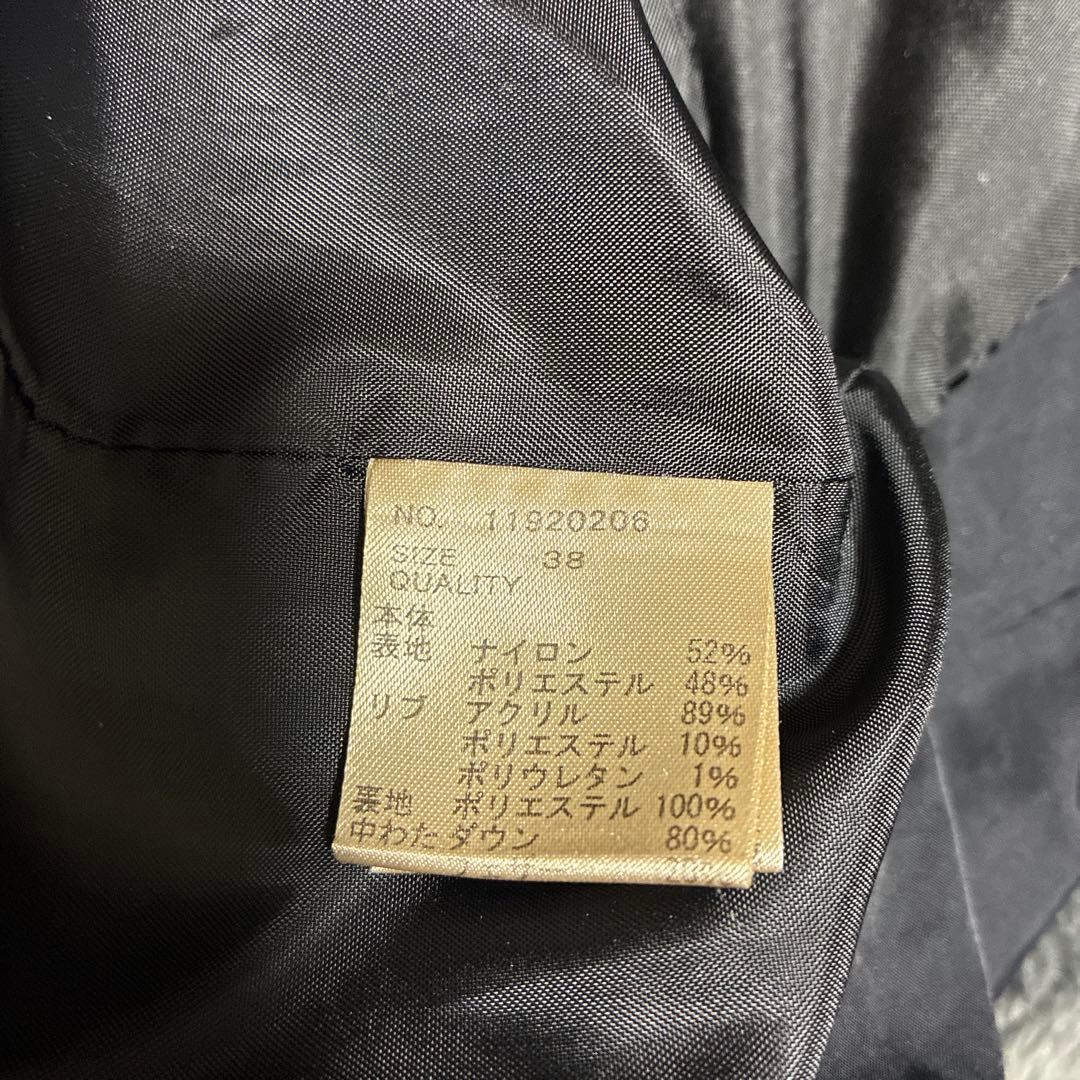 NO. 11920206
SIZE 38
QUALITY
本体
表地 ナイロン 52%
ポリエステル 48%
リブ アクリル 89%
ポリエステル 10%
ポリウレタン 1%
裏地 ポリエステル 100%
中わた ダウン 80%